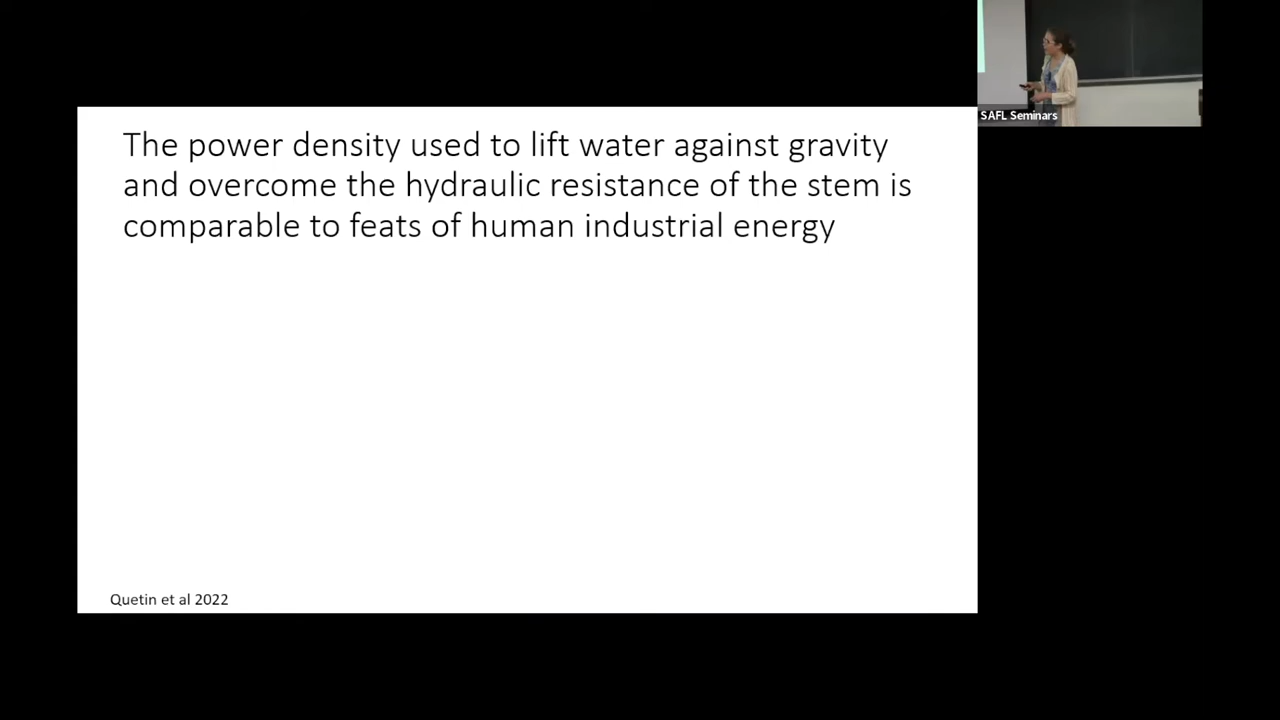 SAFL Seminars
The power density used to lift water against gravity
and overcome the hydraulic resistance of the stem is
comparable to feats of human industrial energy
Quetin et al 2022